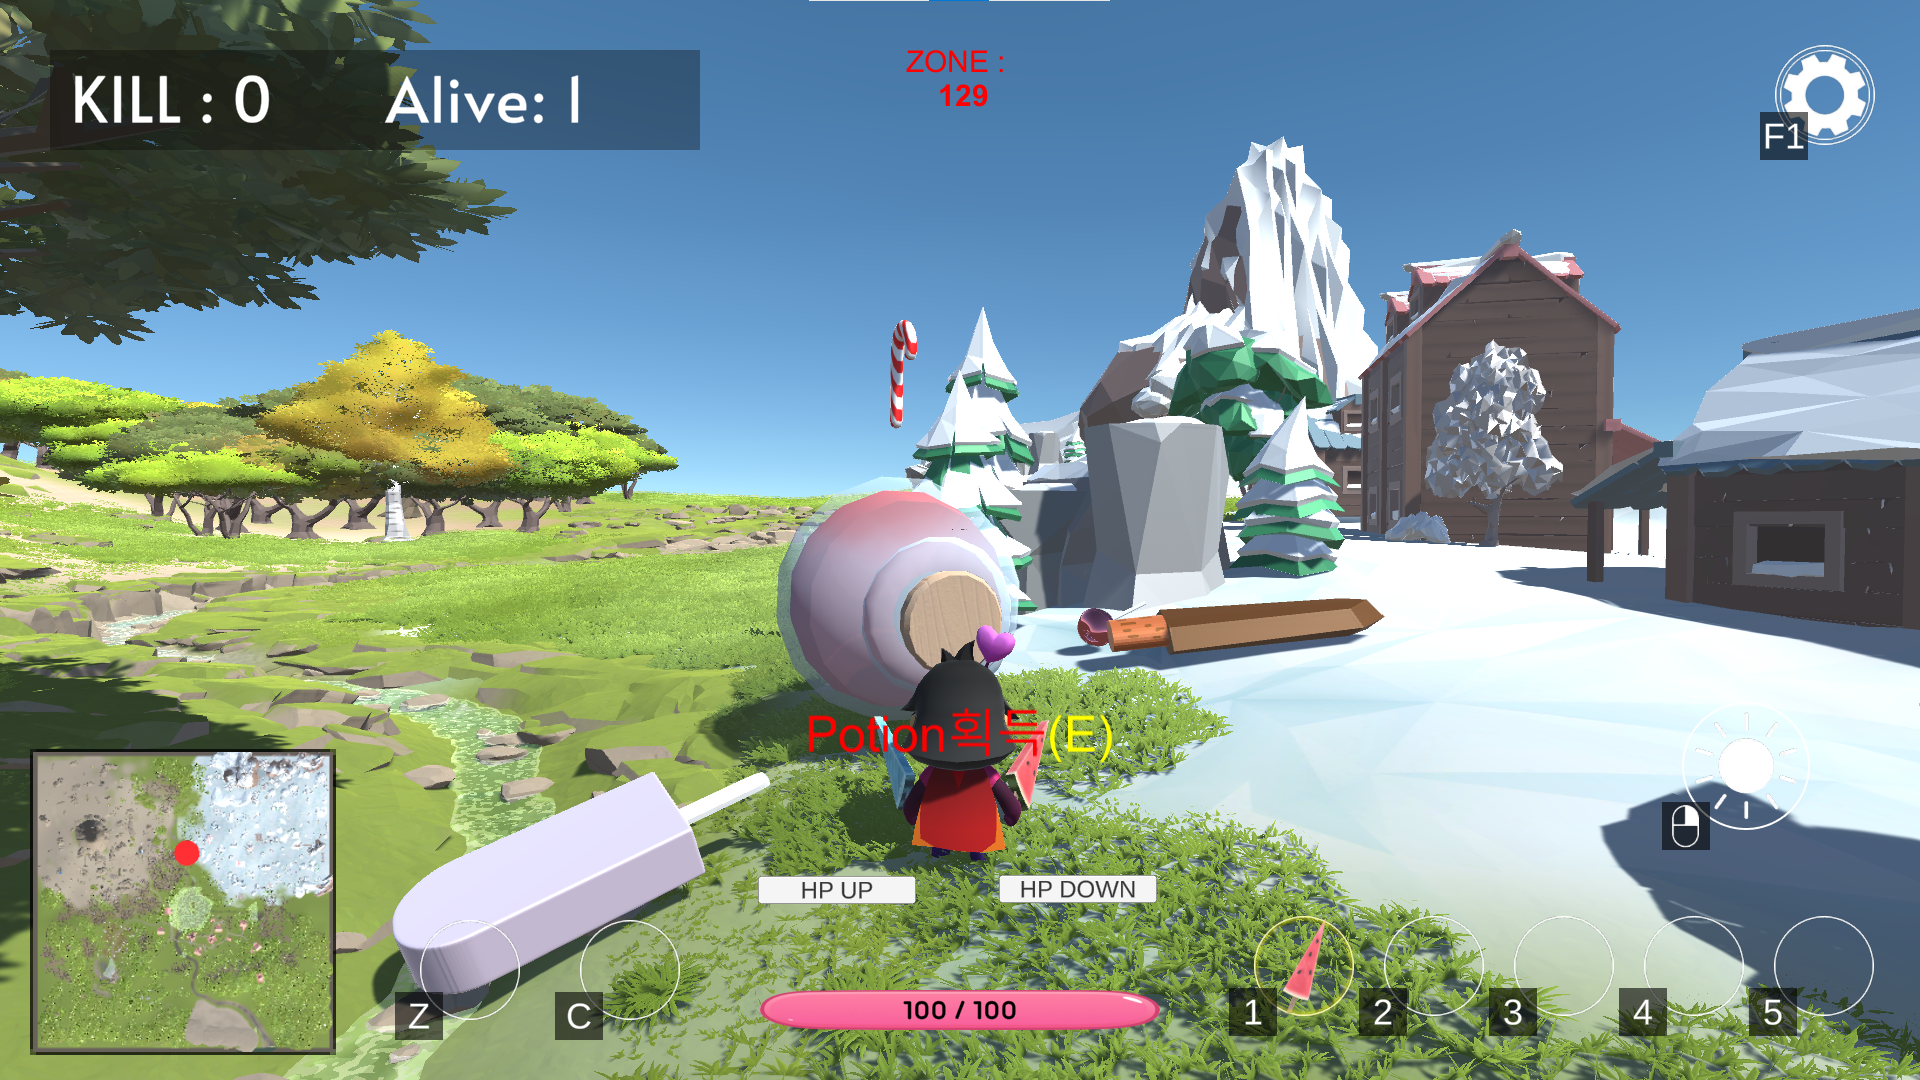 KILL : 0 Alive: 1
ZONE :
129
F1
Potion획득(E)
HP UP HP DOWN
100 / 100
Z C 1 2 3 4 5